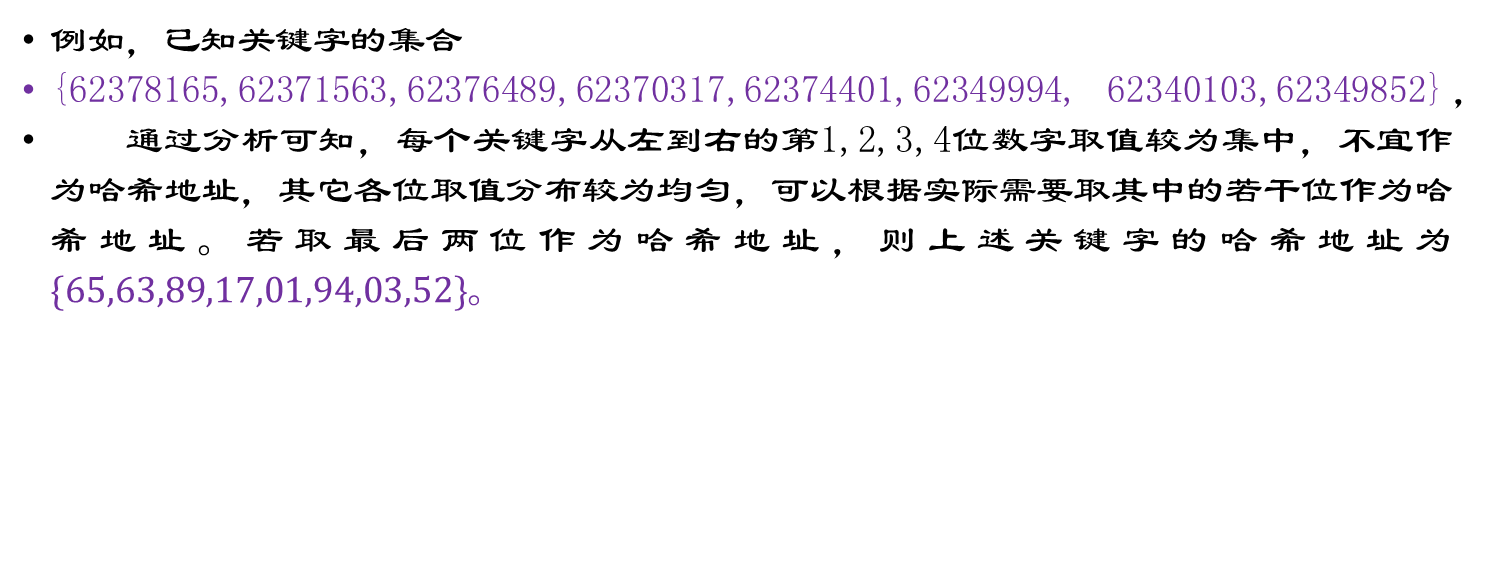 • 例如，已知关键字的集合
• {62378165,62371563,62376489,62370317,62374401,62349994, 62340103,62349852}，
• 通过分析可知，每个关键字从左到右的第1,2,3,4位数字取值较为集中，不宜作
为哈希地址，其它各位取值分布较为均匀，可以根据实际需要取其中的若干位作为哈
希地址。若取最后两位作为哈希地址，则上述关键字的哈希地址为
{65,63,89,17,01,94,03,52}。